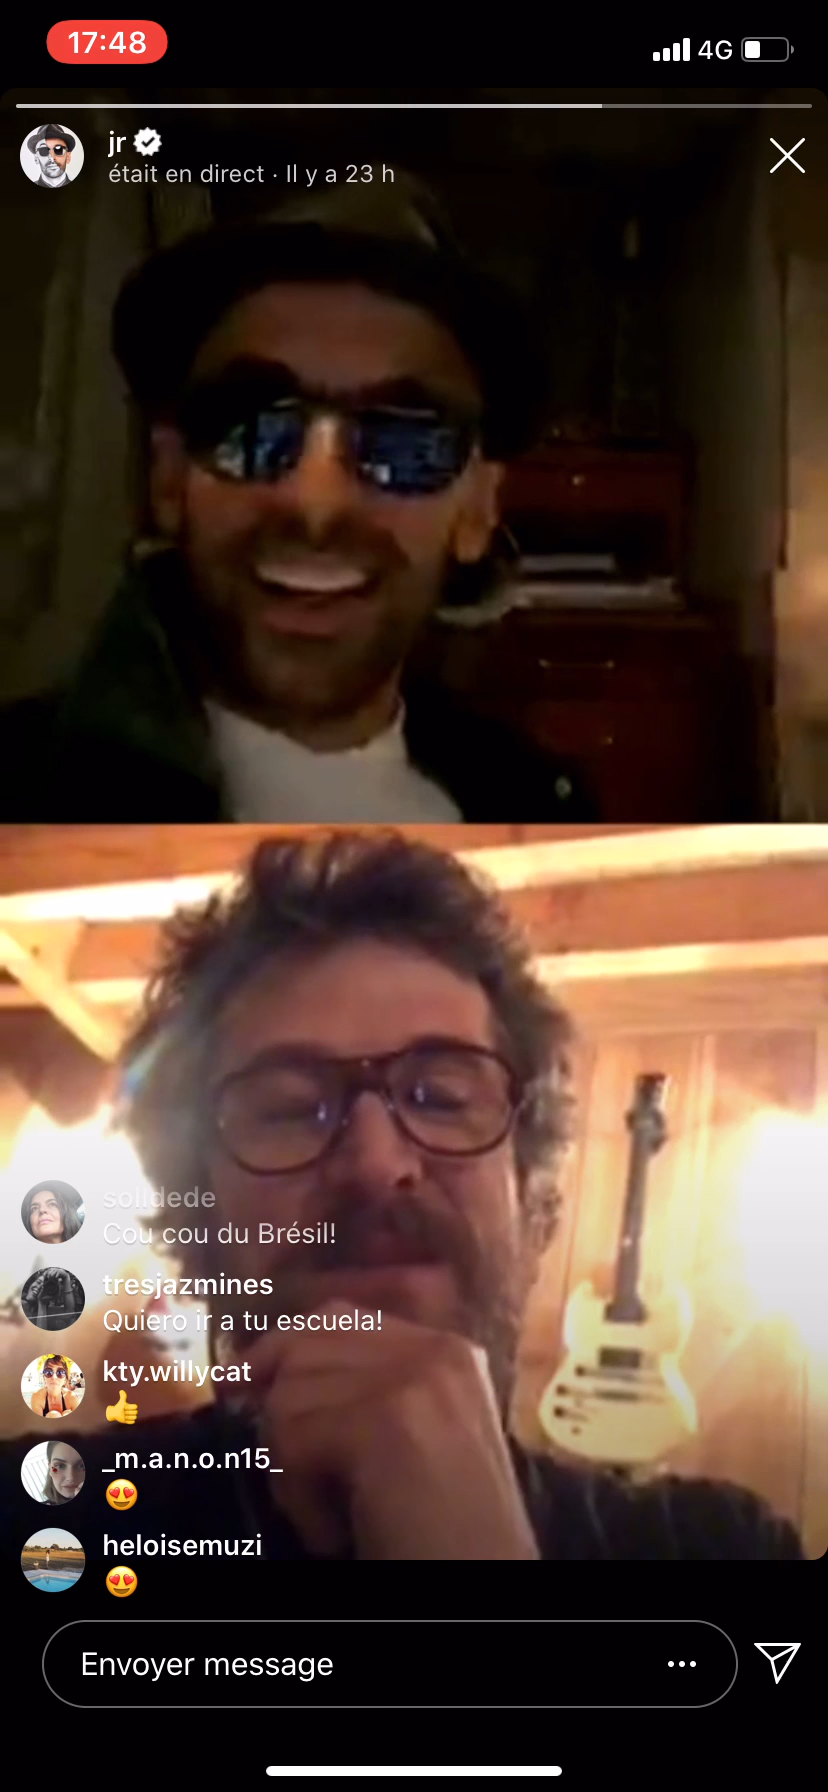 17:48
4G
jr
était en direct · Il y a 23 h
solidede
Cou cou du Brésil!
tresjazmines
Quiero ir a tu escuela!
kty.willycat
👍
_m.a.n.o.n15_
😍
heloisemuzi
😍
Envoyer message